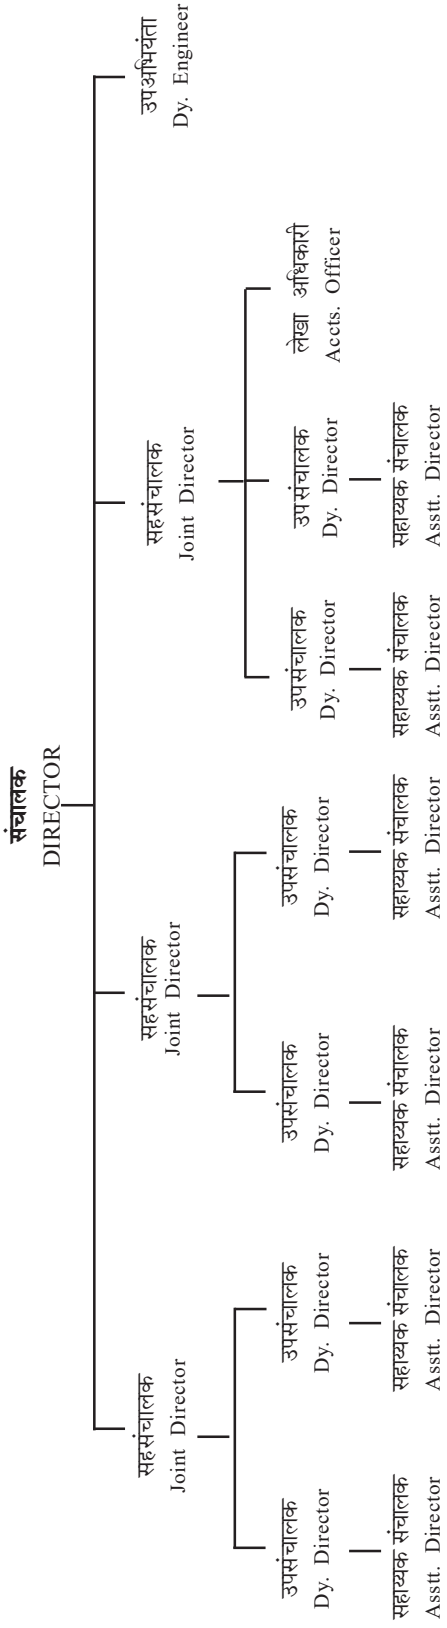 संचालक
DIRECTOR
सहसंचालक
Joint Director
सहसंचालक
Joint Director
सहसंचालक
Joint Director
उपअभियंता
Dy. Engineer
उपसंचालक
Dy. Director
उपसंचालक
Dy. Director
उपसंचालक
Dy. Director
उपसंचालक
Dy. Director
उपसंचालक
Dy. Director
उपसंचालक
Dy. Director
लेखा अधिकारी
Accts. Officer
सहाय्यक संचालक
Asstt. Director
सहाय्यक संचालक
Asstt. Director
सहाय्यक संचालक
Asstt. Director
सहाय्यक संचालक
Asstt. Director
सहाय्यक संचालक
Asstt. Director
सहाय्यक संचालक
Asstt. Director